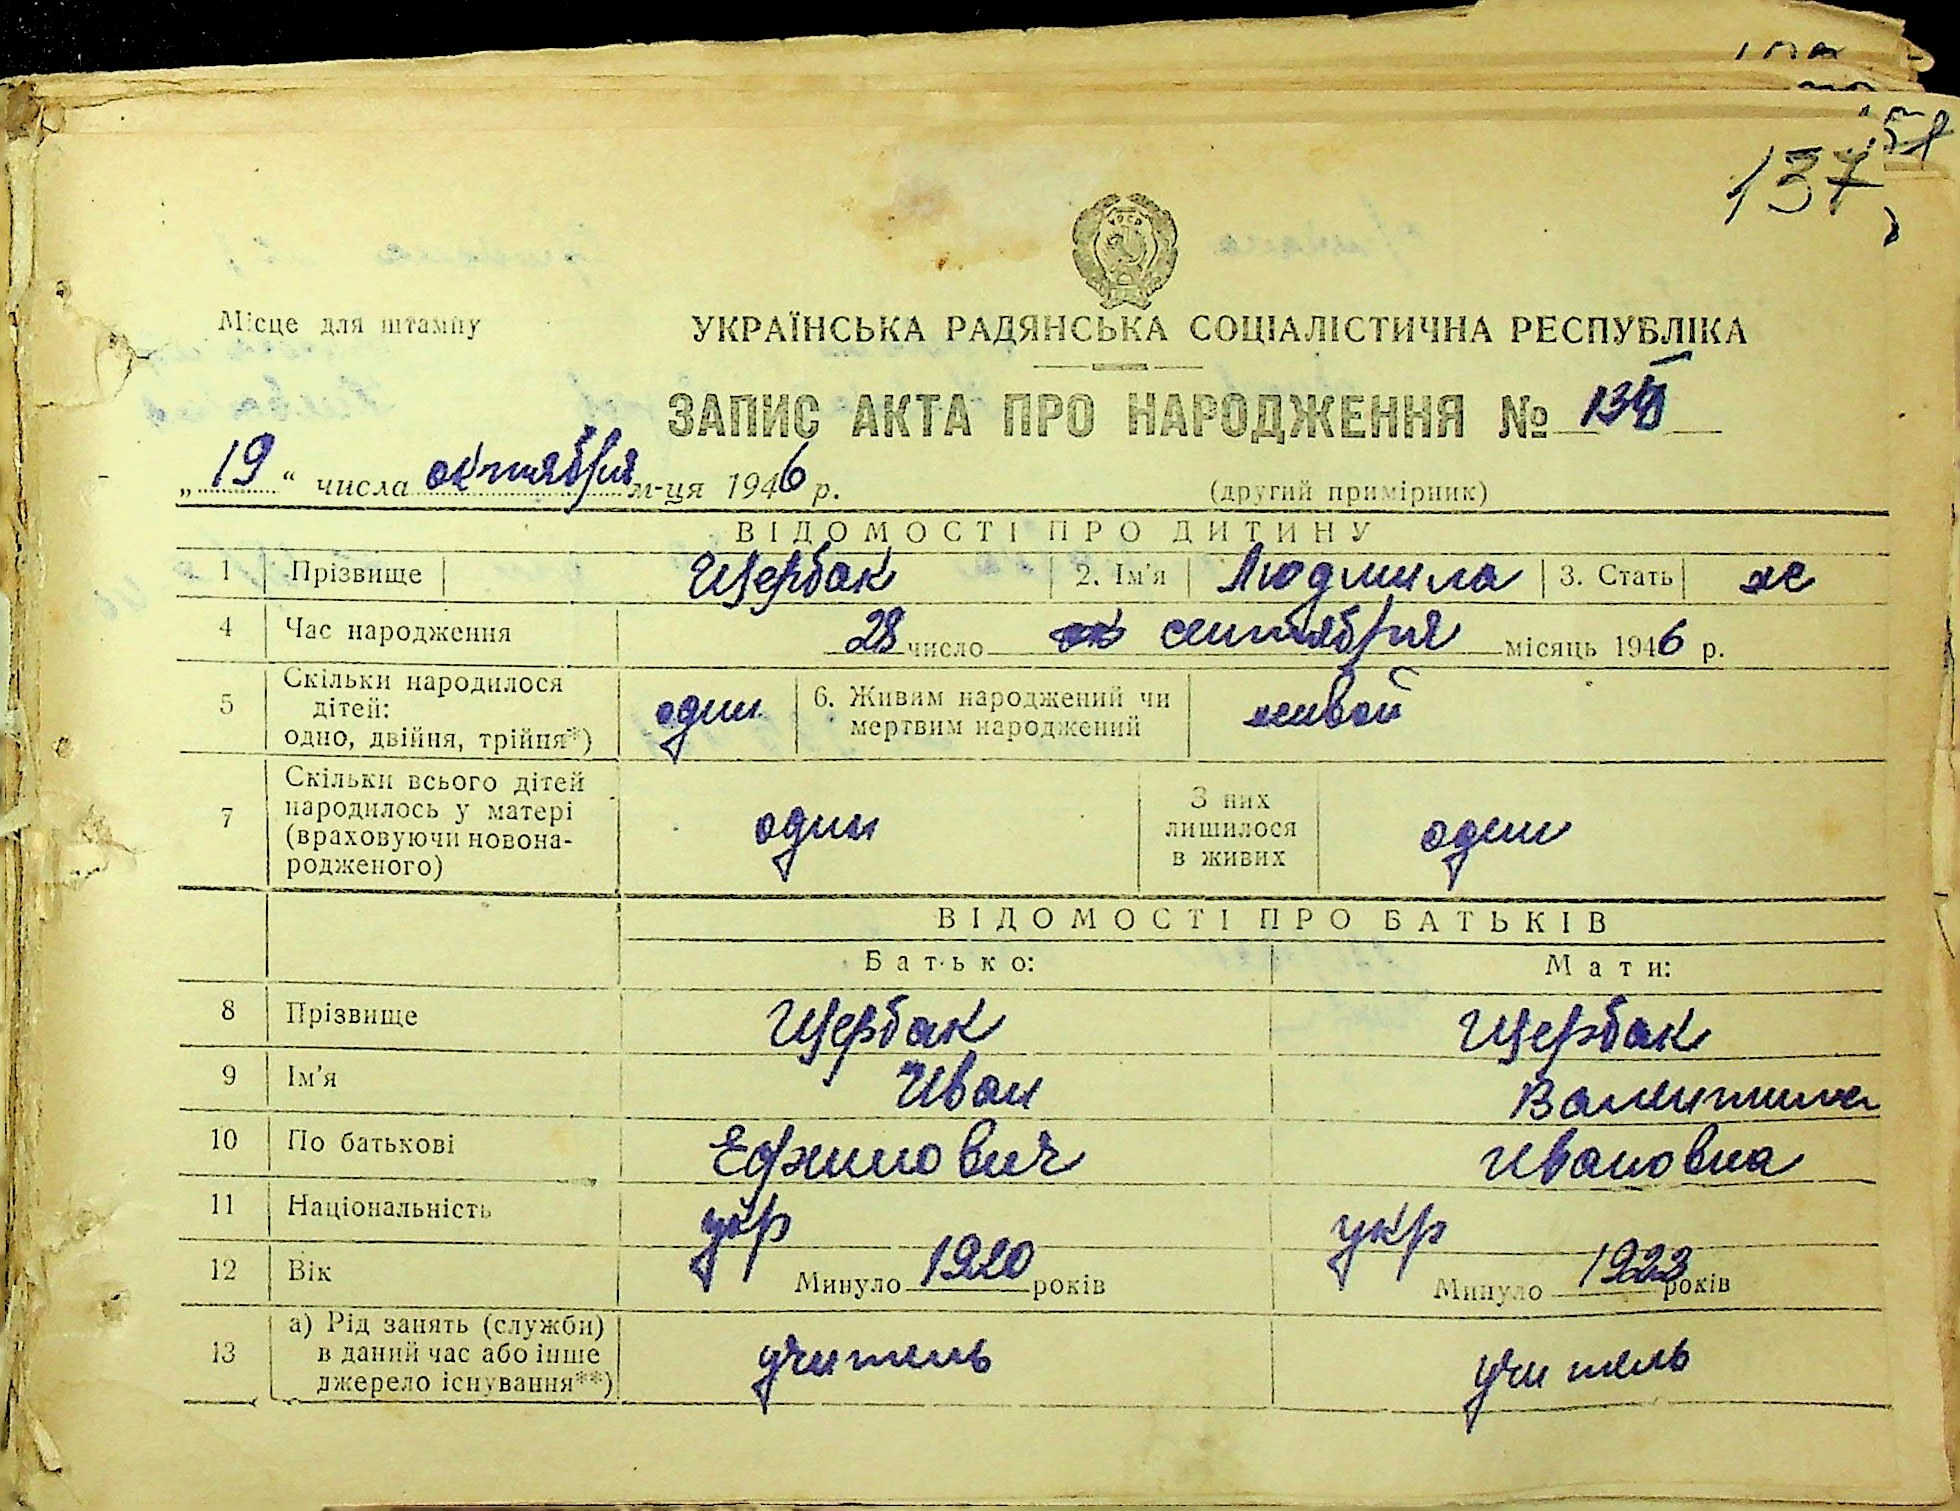 137
Місце для штампу
УКРАЇНСЬКА РАДЯНСЬКА СОЦІАЛІСТИЧНА РЕСПУБЛІКА
ЗАПИС АКТА ПРО НАРОДЖЕННЯ №
„19“ числа октября м-ця 1946 р.
(другий примірник)
ВІДОМОСТІ ПРО ДИТИНУ
1 Прізвище Щербак 2. Ім'я Людмила 3. Стать ж
4 Час народження 28 число сентября місяць 1946 р.
5 Скільки народилося
дітей:
одно, двійня, трійня*) один 6. Живим народжений чи
мертвим народжений живой
7 Скільки всього дітей
народилось у матері
(враховуючи новона-
родженого) один З них
лишилося
в живих один
ВІДОМОСТІ ПРО БАТЬКІВ
Батько: Мати:
8 Прізвище Щербак Щербак
9 Ім'я Иван Валентина
10 По батькові Ефимович Ивановна
11 Національність укр укр
12 Вік Минуло 1920 років Минуло 1923 років
13 а) Рід занять (служби)
в даний час або інше
джерело існування**) учитель учитель